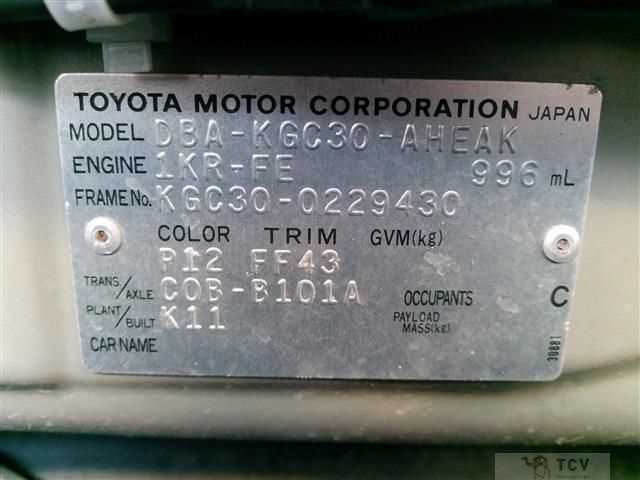 TOYOTA MOTOR CORPORATION JAPAN
MODEL DBA-KGC30-AHEAK
ENGINE 1KR-FE 996 mL
FRAME No. KGC30-0229430
COLOR TRIM GVM(kg)
P12 FF43
TRANS./AXLE C0B-B101A OCCUPANTS C
PLANT/BUILT K11 PAYLOAD MASS(kg)
CAR NAME
30881
TCV